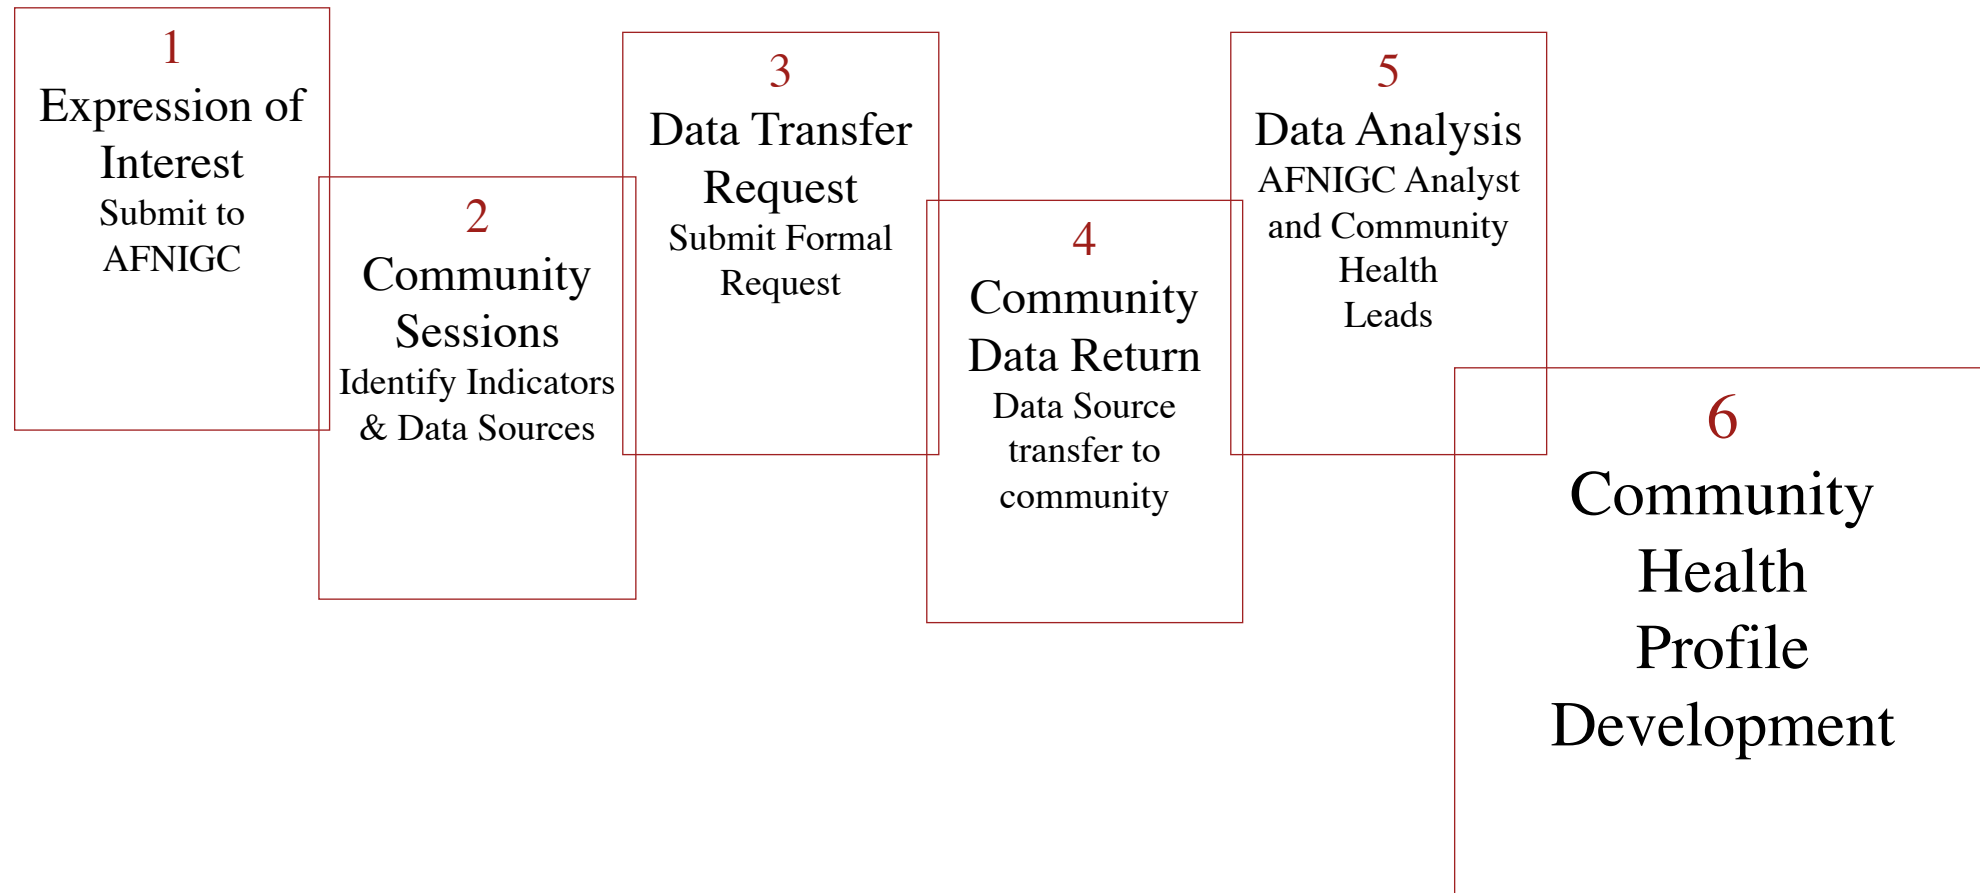 1
Expression of
Interest
Submit to
AFNIGC
2
Community
Sessions
Identify Indicators
& Data Sources
3
Data Transfer
Request
Submit Formal
Request
4
Community
Data Return
Data Source
transfer to
community
5
Data Analysis
AFNIGC Analyst
and Community
Health
Leads
6
Community
Health
Profile
Development